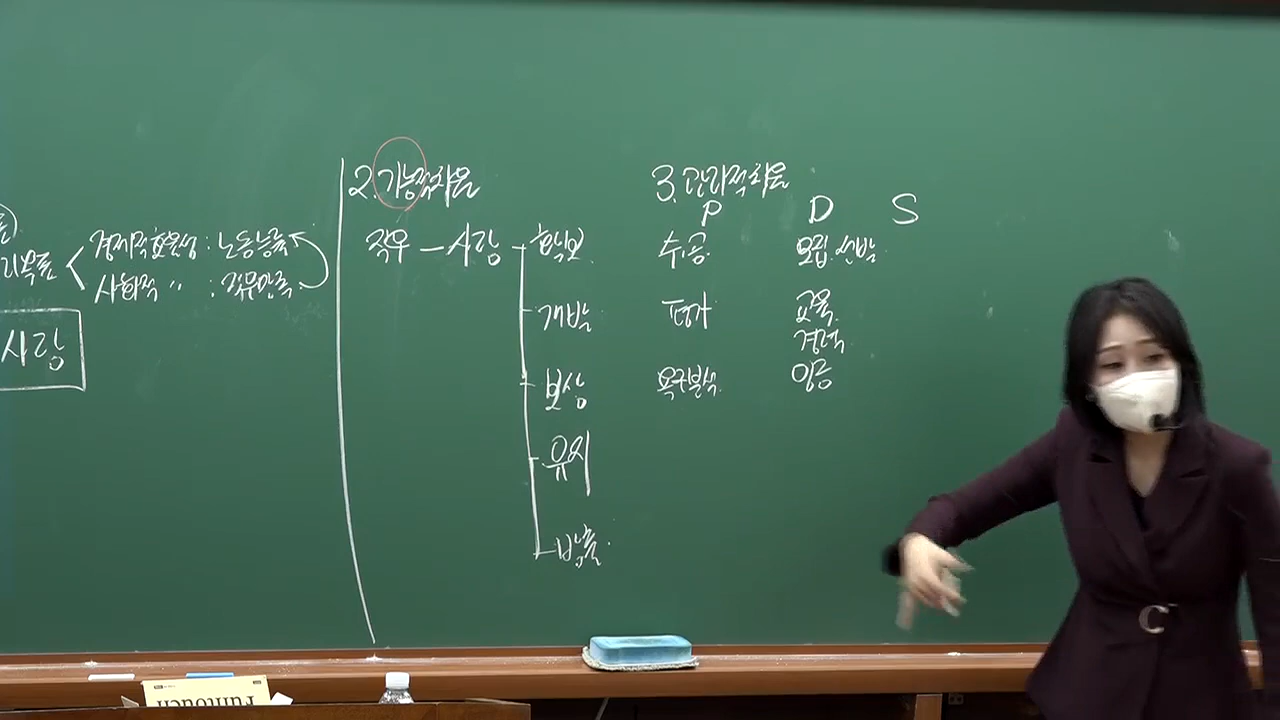 경제적효율성 : 노동능률
사회적 〃 : 직무만족
사람
2. 기능적차원
직무 — 사람 — 확보
개발
보상
유지
방출
3. 관리적차원
P D S
수.공 모집.선발
평가 교육
경력
욕구분석 임금